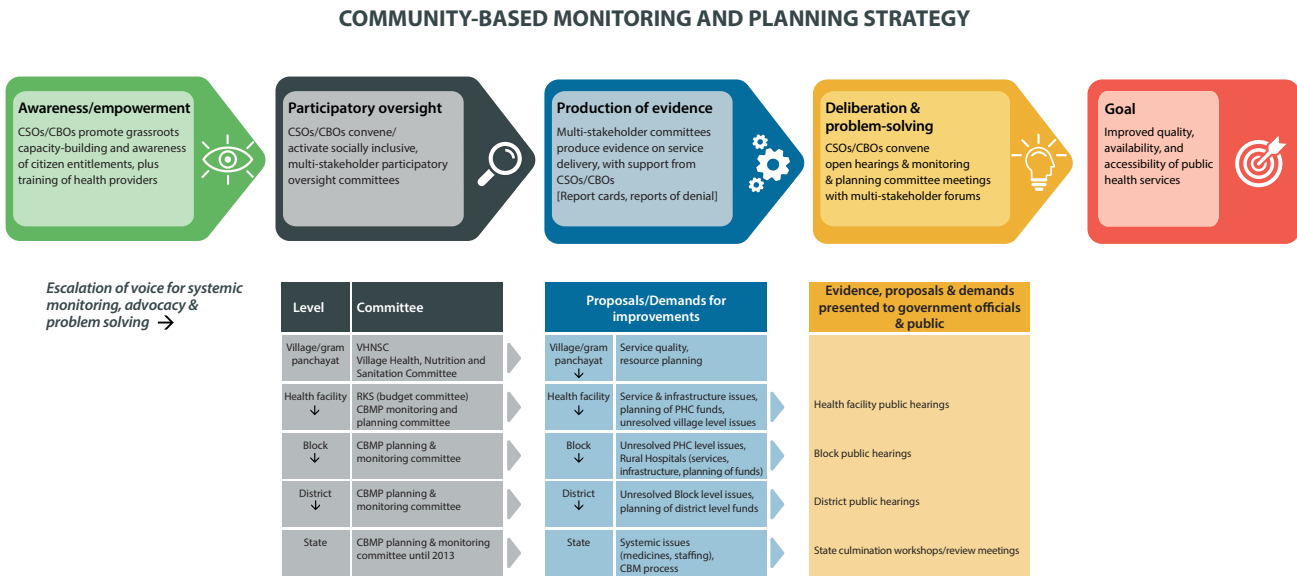 COMMUNITY-BASED MONITORING AND PLANNING STRATEGY
Awareness/empowerment
CSOs/CBOs promote grassroots
capacity-building and awareness
of citizen entitlements, plus
training of health providers
Participatory oversight
CSOs/CBOs convene/
activate socially inclusive,
multi-stakeholder participatory
oversight committees
Production of evidence
Multi-stakeholder committees
produce evidence on service
delivery, with support from
CSOs/CBOs
[Report cards, reports of denial]
Deliberation &
problem-solving
CSOs/CBOs convene
open hearings & monitoring
& planning committee meetings
with multi-stakeholder forums
Goal
Improved quality,
availability, and
accessibility of public
health services
Escalation of voice for systemic
monitoring, advocacy &
problem solving →
Level
Committee
Village/gram
panchayat
VHNSC
Village Health, Nutrition and
Sanitation Committee
Health facility
↓
RKS (budget committee)
CBMP monitoring and
planning committee
Block
↓
CBMP planning &
monitoring committee
District
↓
CBMP planning &
monitoring committee
State
CBMP planning & monitoring
committee until 2013
Proposals/Demands for
improvements
Village/gram
panchayat
↓
Service quality,
resource planning
Health facility
↓
Service & infrastructure issues,
planning of PHC funds,
unresolved village level issues
Block
↓
Unresolved PHC level issues,
Rural Hospitals (services,
infrastructure, planning of funds)
District
↓
Unresolved Block level issues,
planning of district level funds
State
Systemic issues
(medicines, staffing),
CBM process
Evidence, proposals & demands
presented to government officials
& public
Health facility public hearings
Block public hearings
District public hearings
State culmination workshops/review meetings